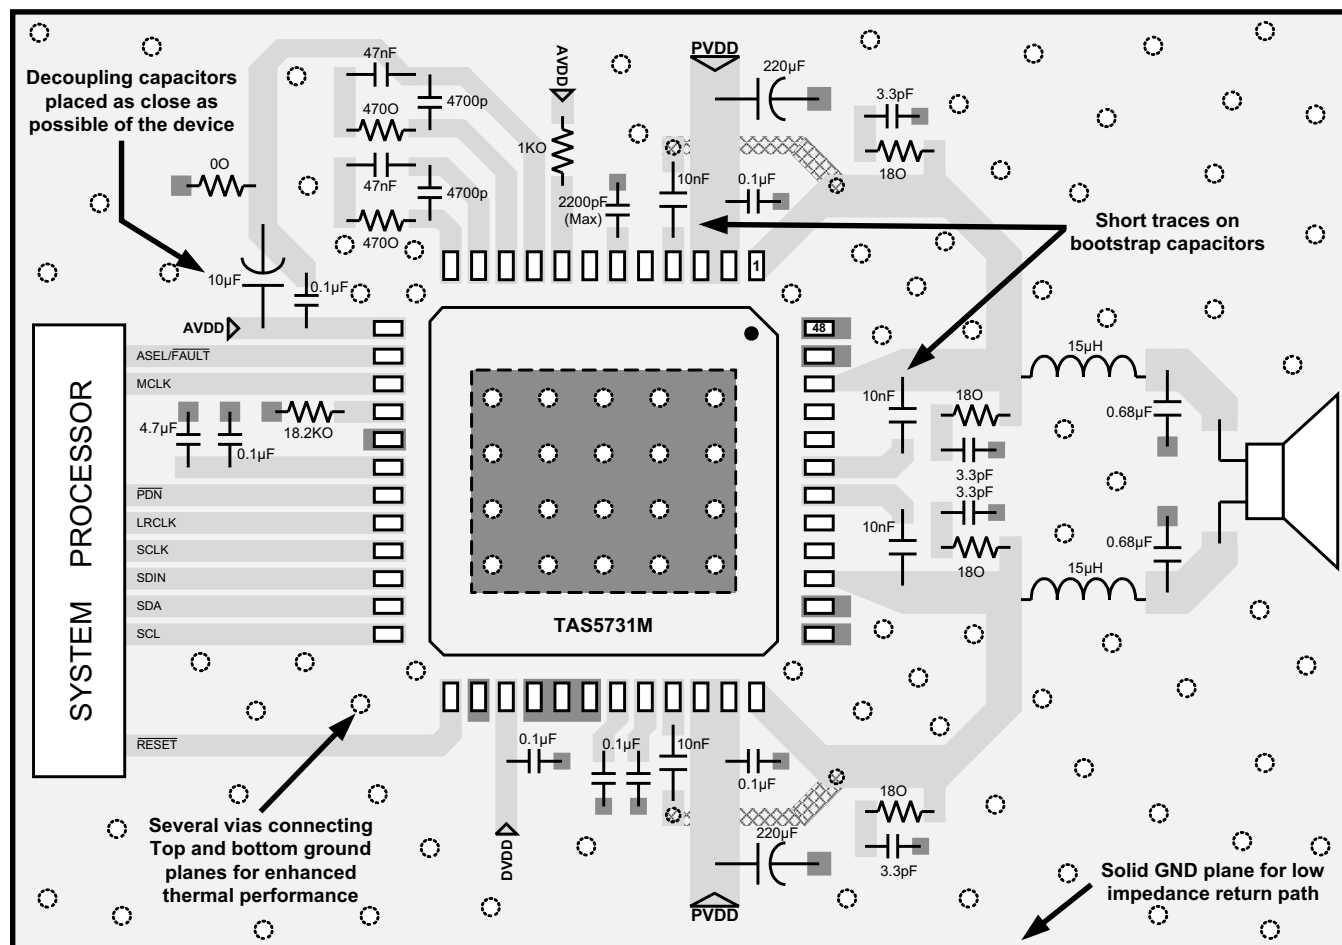 Decoupling capacitors
placed as close as
possible of the device
47nF
4700p
470O
47nF
4700p
470O
0O
10µF
0.1µF
AVDD
AVDD
1KO
2200pF
(Max)
10nF
PVDD
220µF
0.1µF
3.3pF
18O
Short traces on
bootstrap capacitors
1
48
SYSTEM PROCESSOR
ASEL/FAULT
MCLK
4.7µF
0.1µF
18.2KO
PDN
LRCLK
SCLK
SDIN
SDA
SCL
RESET
TAS5731M
10nF
18O
3.3pF
3.3pF
10nF
18O
15µH
0.68µF
0.68µF
15µH
0.1µF
0.1µF
10nF
0.1µF
DVDD
220µF
PVDD
18O
3.3pF
Several vias connecting
Top and bottom ground
planes for enhanced
thermal performance
Solid GND plane for low
impedance return path